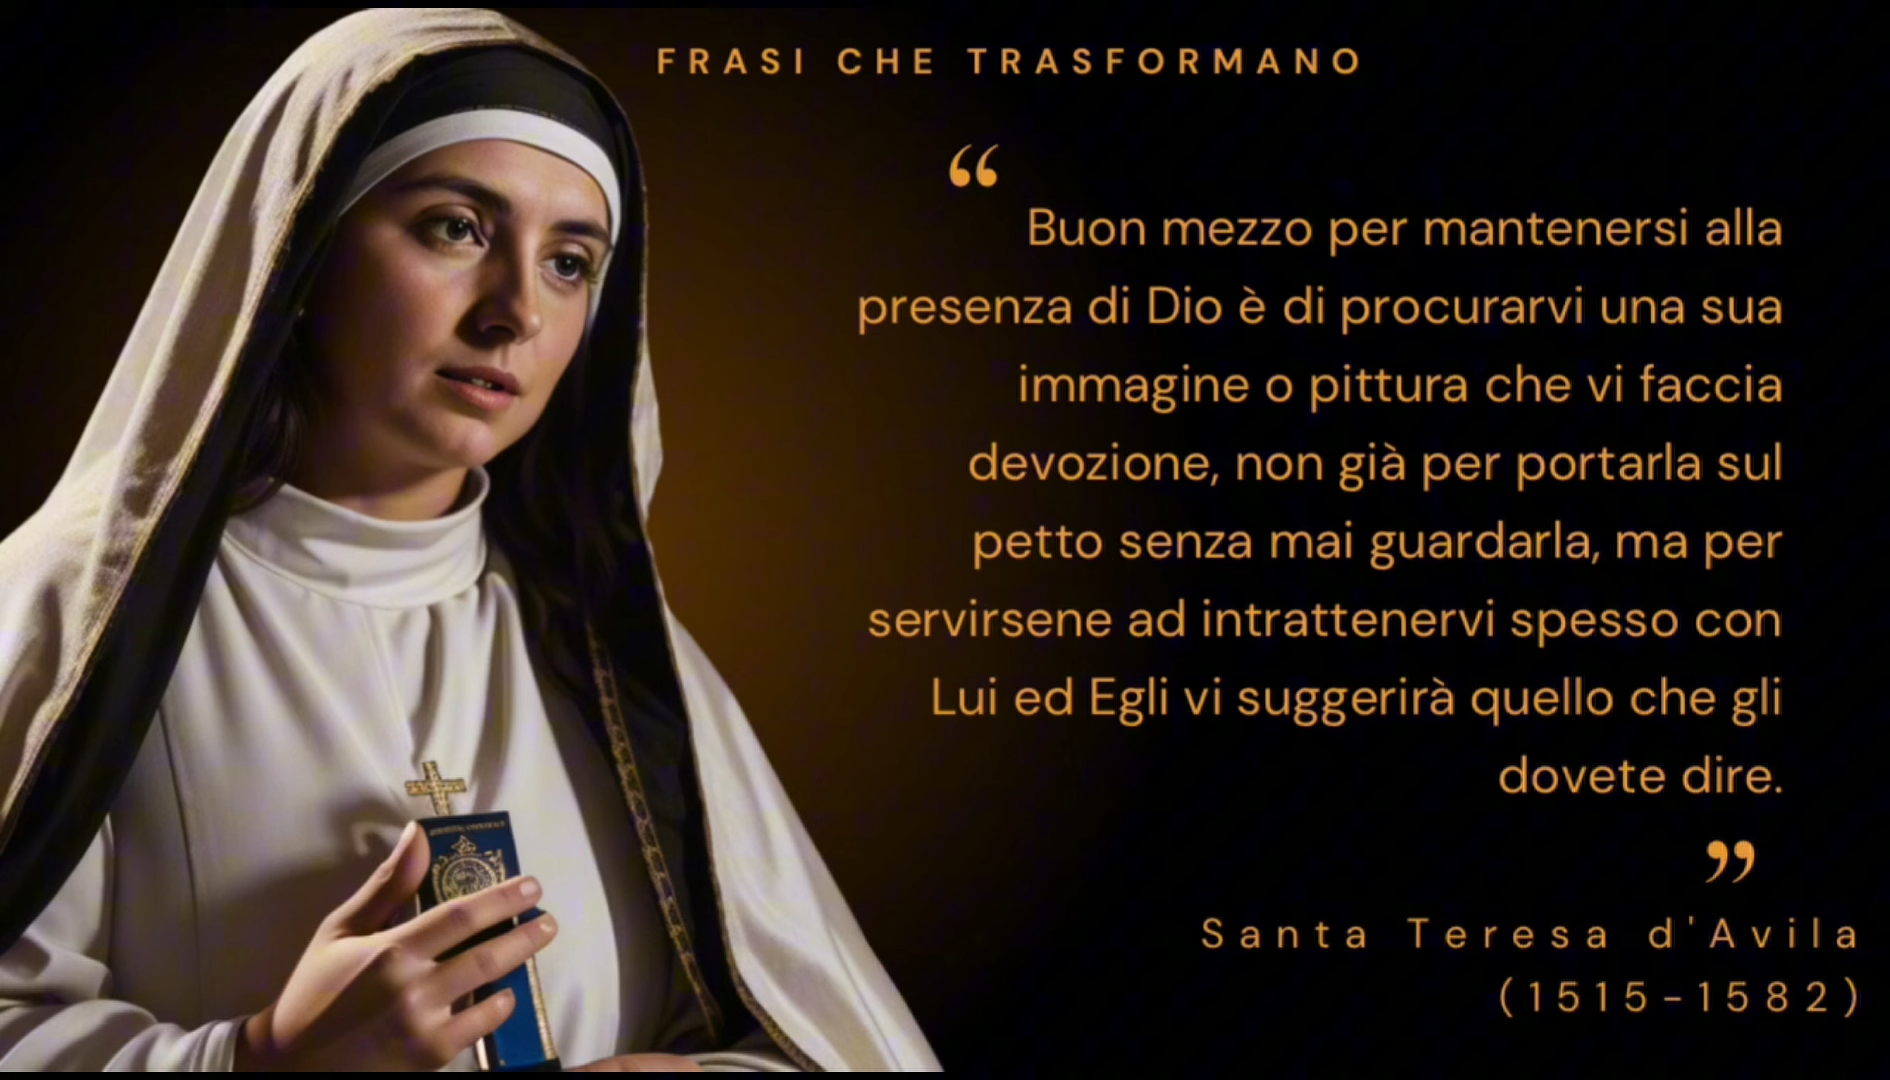 FRASI CHE TRASFORMANO
“
Buon mezzo per mantenersi alla
presenza di Dio è di procurarvi una sua
immagine o pittura che vi faccia
devozione, non già per portarla sul
petto senza mai guardarla, ma per
servirsene ad intrattenervi spesso con
Lui ed Egli vi suggerirà quello che gli
dovete dire.
”
Santa Teresa d'Avila
(1515-1582)